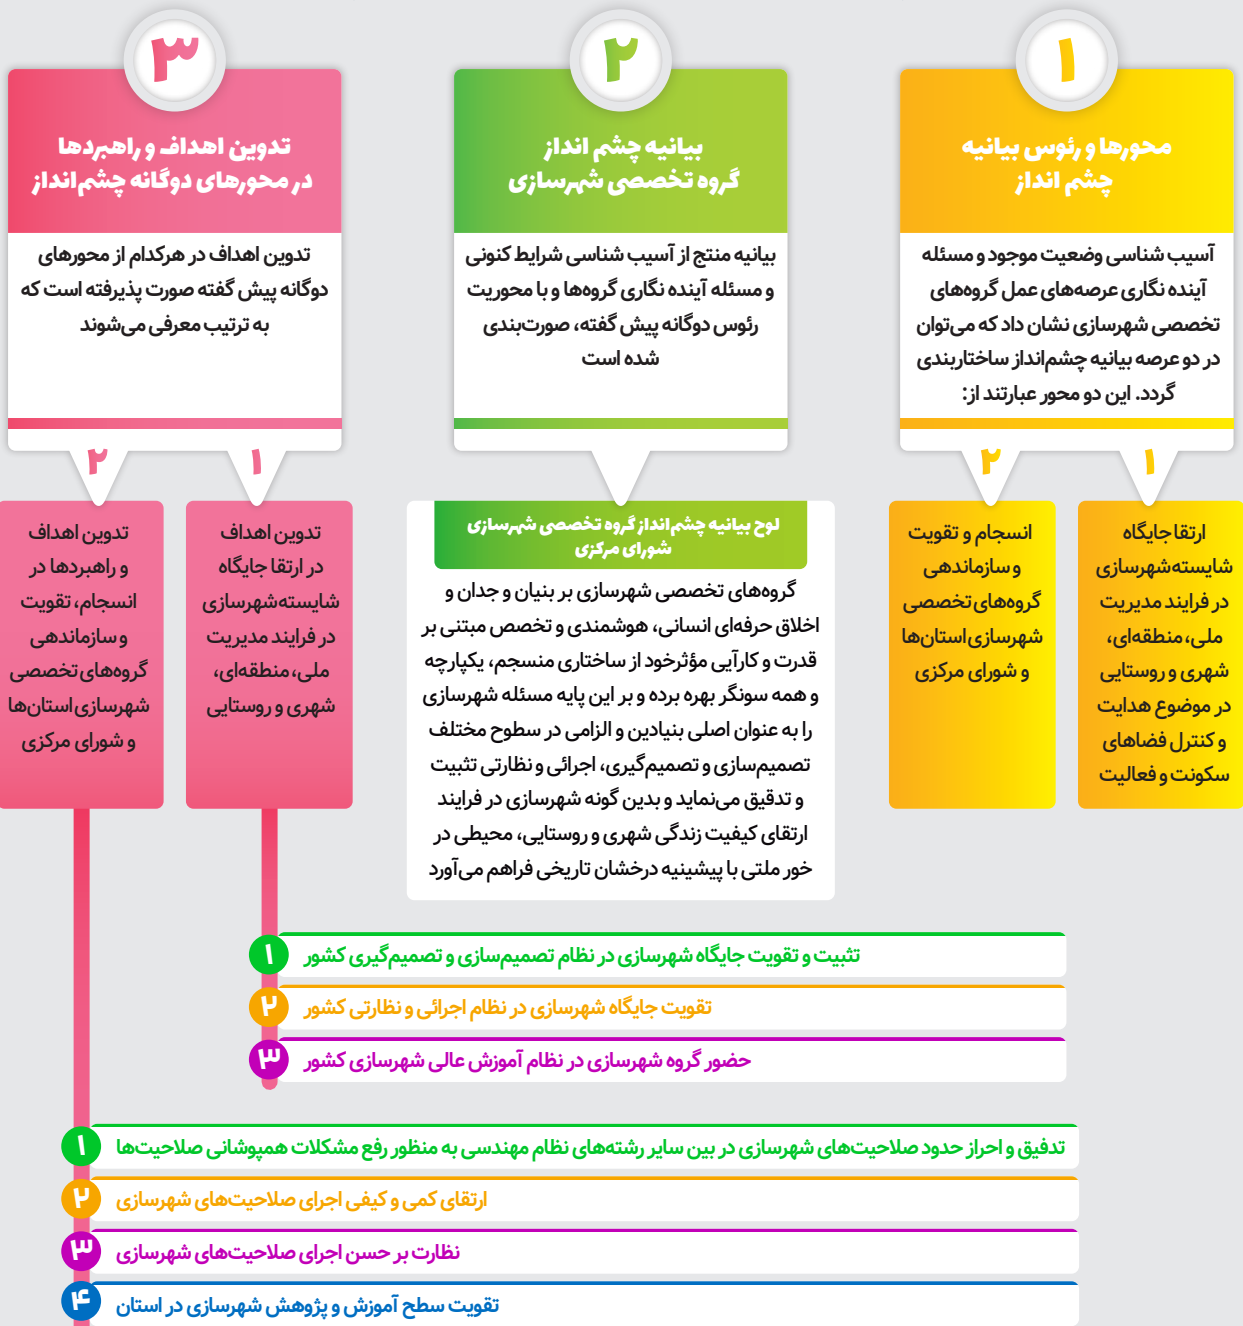 ۱
محورها و رئوس بیانیه
چشم انداز
آسیب شناسی وضعیت موجود و مسئله
آینده نگاری عرصه‌های عمل گروه‌های
تخصصی شهرسازی نشان داد که می‌توان
در دو عرصه بیانیه چشم‌انداز ساختاربندی
گردد. این دو محور عبارتند از:
۱
ارتقا جایگاه
شایسته‌شهرسازی
در فرایند مدیریت
ملی، منطقه‌ای،
شهری و روستایی
در موضوع هدایت
و کنترل فضاهای
سکونت و فعالیت
۲
انسجام و تقویت
و سازماندهی
گروه‌های تخصصی
شهرسازی استان‌ها
و شورای مرکزی
۲
بیانیه چشم انداز
گروه تخصصی شهرسازی
بیانیه منتج از آسیب شناسی شرایط کنونی
و مسئله آینده نگاری گروه‌ها و با محوریت
رئوس دوگانه پیش گفته، صورت‌بندی
شده است
لوح بیانیه چشم‌انداز گروه تخصصی شهرسازی
شورای مرکزی
گروه‌های تخصصی شهرسازی بر بنیان و جدان و
اخلاق حرفه‌ای انسانی، هوشمندی و تخصص مبتنی بر
قدرت و کارآیی مؤثرخود از ساختاری منسجم، یکپارچه
و همه سونگر بهره برده و بر این پایه مسئله شهرسازی
را به عنوان اصلی بنیادین و الزامی در سطوح مختلف
تصمیم‌سازی و تصمیم‌گیری، اجرائی و نظارتی تثبیت
و تدقیق می‌نماید و بدین گونه شهرسازی در فرایند
ارتقای کیفیت زندگی شهری و روستایی، محیطی در
خور ملتی با پیشینیه درخشان تاریخی فراهم می‌آورد
۳
تدوین اهداف و راهبردها
در محورهای دوگانه چشم‌انداز
تدوین اهداف در هرکدام از محورهای
دوگانه پیش گفته صورت پذیرفته است که
به ترتیب معرفی می‌شوند
۱
تدوین اهداف
در ارتقا جایگاه
شایسته‌شهرسازی
در فرایند مدیریت
ملی، منطقه‌ای،
شهری و روستایی
۲
تدوین اهداف
و راهبردها در
انسجام، تقویت
و سازماندهی
گروه‌های تخصصی
شهرسازی استان‌ها
و شورای مرکزی
۱ تثبیت و تقویت جایگاه شهرسازی در نظام تصمیم‌سازی و تصمیم‌گیری کشور
۲ تقویت جایگاه شهرسازی در نظام اجرائی و نظارتی کشور
۳ حضور گروه شهرسازی در نظام آموزش عالی شهرسازی کشور
۱ تدفیق و احراز حدود صلاحیت‌های شهرسازی در بین سایر رشته‌های نظام مهندسی به منظور رفع مشکلات همپوشانی صلاحیت‌ها
۲ ارتقای کمی و کیفی اجرای صلاحیت‌های شهرسازی
۳ نظارت بر حسن اجرای صلاحیت‌های شهرسازی
۴ تقویت سطح آموزش و پژوهش شهرسازی در استان